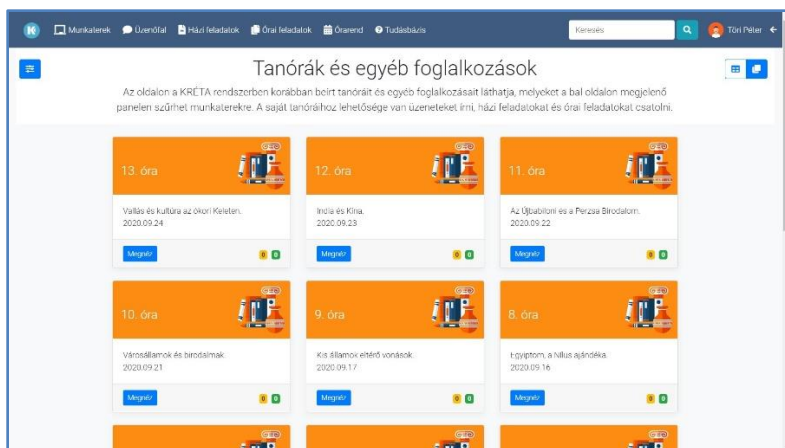 Munkaterek Üzenőfal Házi feladatok Órai feladatok Órarend Tudásbázis Keresés Töri Péter
Tanórák és egyéb foglalkozások
Az oldalon a KRÉTA rendszerben korábban beírt tanóráit és egyéb foglalkozásait láthatja, melyeket a bal oldalon megjelenő
panelen szűrhet munkaterekre. A saját tanóráihoz lehetősége van üzeneteket írni, házi feladatokat és órai feladatokat csatolni.
13. óra
Vallás és kultúra az ókori Keleten.
2020.09.24
Megnéz 0 0
12. óra
India és Kína.
2020.09.23
Megnéz 0 0
11. óra
Az Újbabiloni és a Perzsa Birodalom.
2020.09.22
Megnéz 0 0
10. óra
Városállamok és birodalmak.
2020.09.21
Megnéz 0 0
9. óra
Kis államok eltérő vonások.
2020.09.17
Megnéz 0 0
8. óra
Egyiptom, a Nílus ajándéka.
2020.09.16
Megnéz 0 0